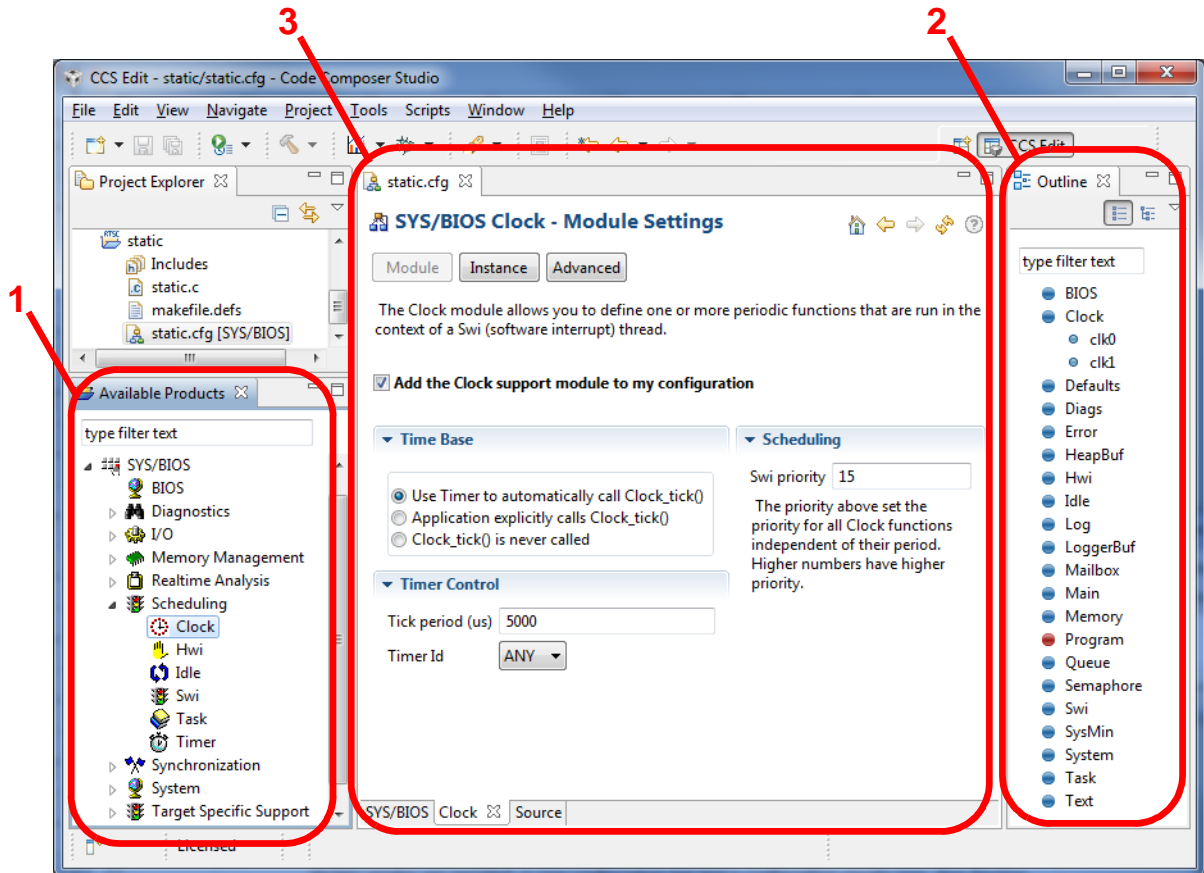 3
2
CCS Edit - static/static.cfg - Code Composer Studio
File Edit View Navigate Project Tools Scripts Window Help
CCS Edit
Project Explorer
static
Includes
static.c
makefile.defs
static.cfg [SYS/BIOS]
1
Available Products
type filter text
SYS/BIOS
BIOS
Diagnostics
I/O
Memory Management
Realtime Analysis
Scheduling
Clock
Hwi
Idle
Swi
Task
Timer
Synchronization
System
Target Specific Support
static.cfg
SYS/BIOS Clock - Module Settings
Module Instance Advanced
The Clock module allows you to define one or more periodic functions that are run in the
context of a Swi (software interrupt) thread.
Add the Clock support module to my configuration
Time Base
Use Timer to automatically call Clock_tick()
Application explicitly calls Clock_tick()
Clock_tick() is never called
Timer Control
Tick period (us) 5000
Timer Id ANY
Scheduling
Swi priority 15
The priority above set the
priority for all Clock functions
independent of their period.
Higher numbers have higher
priority.
SYS/BIOS Clock Source
Outline
type filter text
BIOS
Clock
clk0
clk1
Defaults
Diags
Error
HeapBuf
Hwi
Idle
Log
LoggerBuf
Mailbox
Main
Memory
Program
Queue
Semaphore
Swi
SysMin
System
Task
Text
Licensed